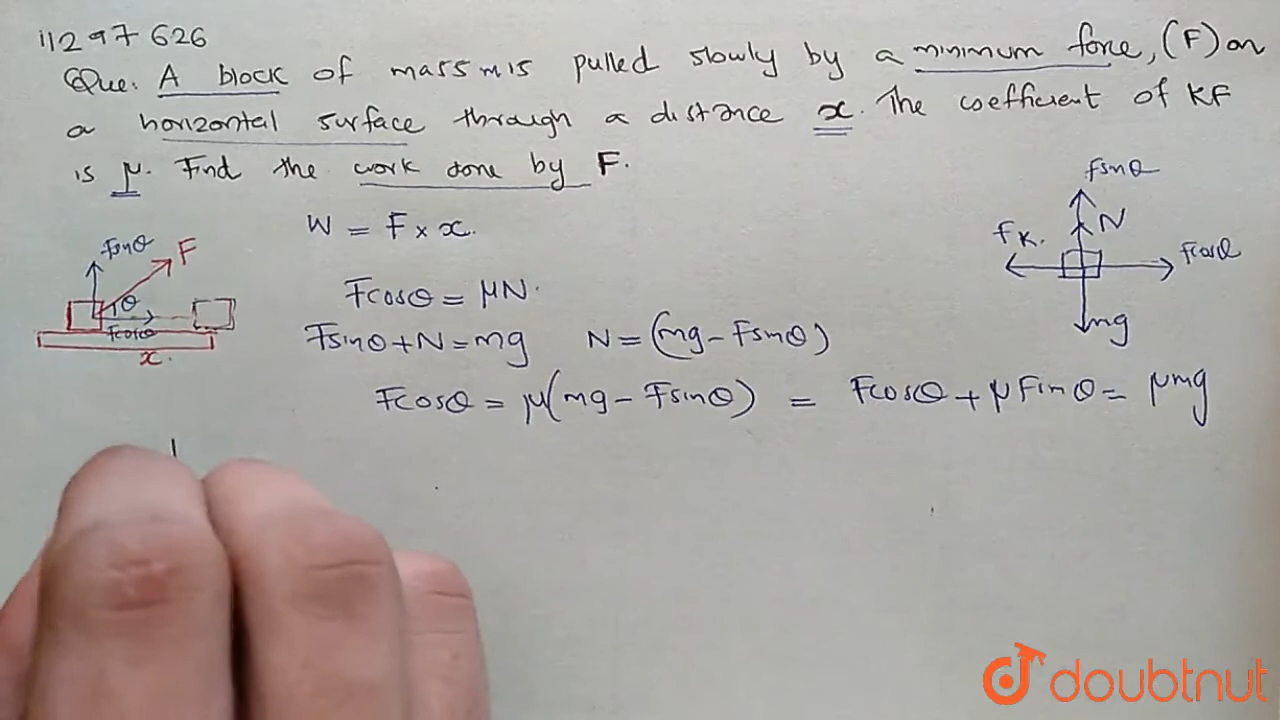 11297626
Que. A block of mass m is pulled slowly by a minimum force, (F) on
a horizontal surface through a distance x. The coefficient of KF
is μ. Find the work done by F.
W = F × x.
Fsinθ
F
θ
Fcosθ
x.
Fcosθ = μN.
Fsinθ + N = mg N = (mg - Fsinθ)
Fcosθ = μ(mg - Fsinθ) = Fcosθ + μFsinθ = μmg
fsinθ
N
fK.
Fcosθ
mg
doubtnut